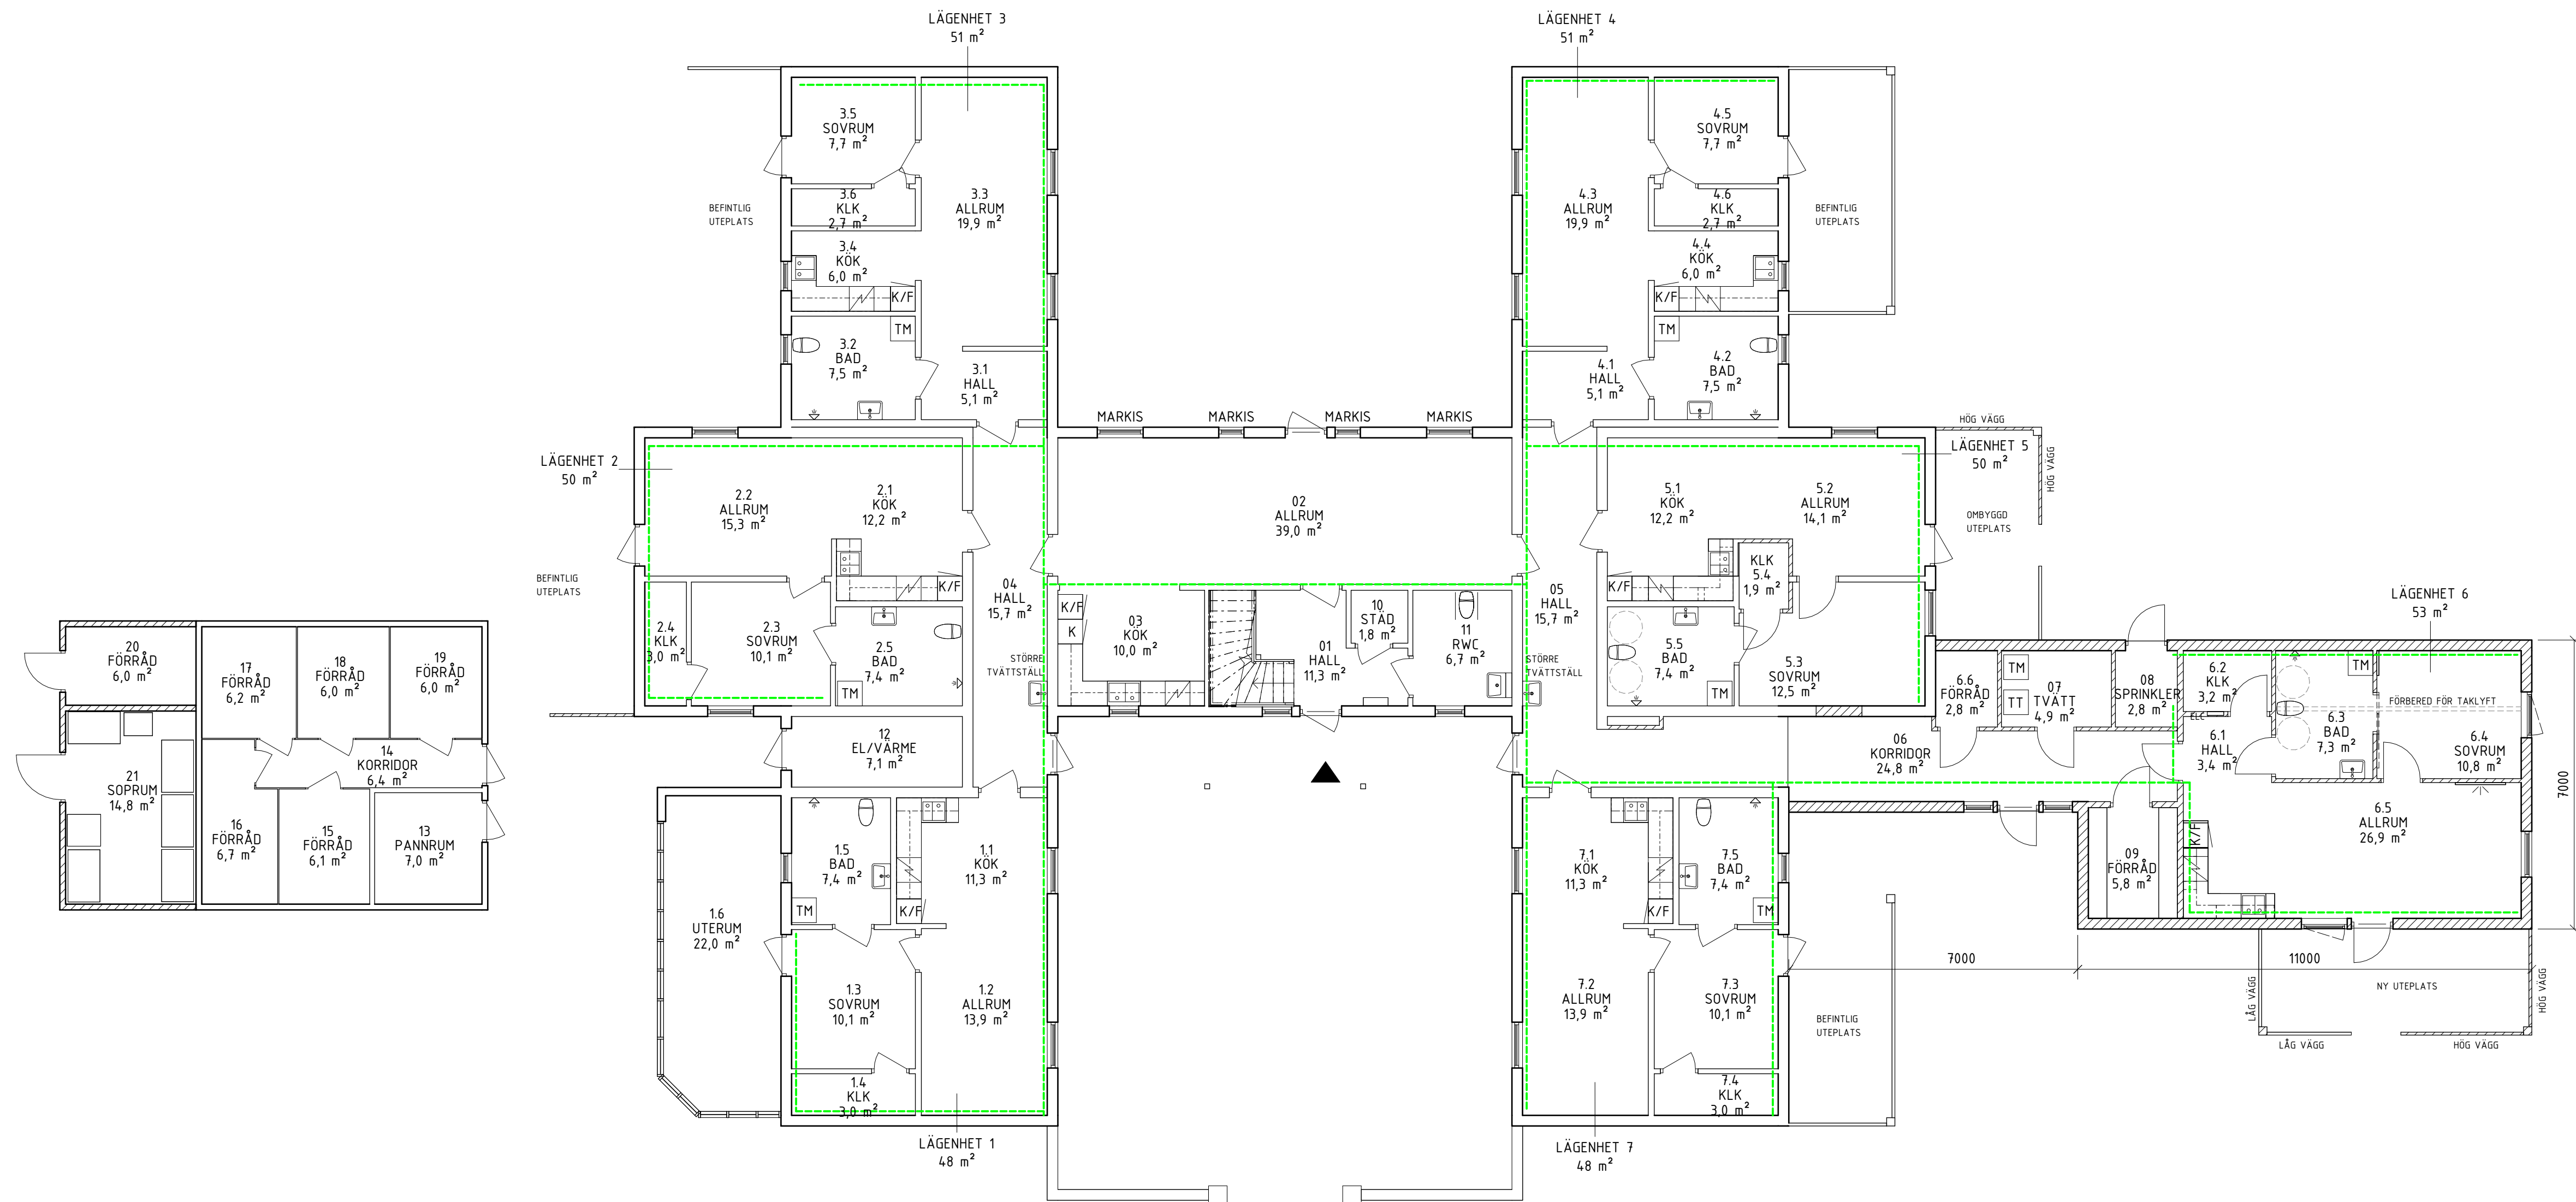 LÄGENHET 3
51 m²
LÄGENHET 4
51 m²
3.5
SOVRUM
7,7 m²
4.5
SOVRUM
7,7 m²
3.6
KLK
2,7 m²
3.3
ALLRUM
19,9 m²
4.3
ALLRUM
19,9 m²
4.6
KLK
2,7 m²
BEFINTLIG
UTEPLATS
BEFINTLIG
UTEPLATS
3.4
KÖK
6,0 m²
K/F
4.4
KÖK
6,0 m²
K/F
TM
TM
3.2
BAD
7,5 m²
3.1
HALL
5,1 m²
4.1
HALL
5,1 m²
4.2
BAD
7,5 m²
MARKIS
MARKIS
MARKIS
MARKIS
HÖG VÄGG
HÖG VÄGG
LÄGENHET 2
50 m²
LÄGENHET 5
50 m²
2.2
ALLRUM
15,3 m²
2.1
KÖK
12,2 m²
02
ALLRUM
39,0 m²
5.1
KÖK
12,2 m²
5.2
ALLRUM
14,1 m²
OMBYGGD
UTEPLATS
BEFINTLIG
UTEPLATS
K/F
04
HALL
15,7 m²
K/F
K
03
KÖK
10,0 m²
10
STÄD
1,8 m²
11
RWC
6,7 m²
05
HALL
15,7 m²
K/F
KLK
5.4
1,9 m²
2.4
KLK
3,0 m²
2.3
SOVRUM
10,1 m²
2.5
BAD
7,4 m²
TM
01
HALL
11,3 m²
STÖRRE
TVÄTTSTÄLL
STÖRRE
TVÄTTSTÄLL
5.5
BAD
7,4 m²
TM
5.3
SOVRUM
12,5 m²
LÄGENHET 6
53 m²
20
FÖRRÅD
6,0 m²
17
FÖRRÅD
6,2 m²
18
FÖRRÅD
6,0 m²
19
FÖRRÅD
6,0 m²
6.6
FÖRRÅD
2,8 m²
TM
TT
07
TVÄTT
4,9 m²
08
SPRINKLER
2,8 m²
6.2
KLK
3,2 m²
ELC
TM
FÖRBERED FÖR TAKLYFT
6.3
BAD
7,3 m²
6.1
HALL
3,4 m²
6.4
SOVRUM
10,8 m²
12
EL/VÄRME
7,1 m²
06
KORRIDOR
24,8 m²
14
KORRIDOR
6,4 m²
21
SOPRUM
14,8 m²
16
FÖRRÅD
6,7 m²
15
FÖRRÅD
6,1 m²
13
PANNRUM
7,0 m²
7000
6.5
ALLRUM
26,9 m²
K/F
09
FÖRRÅD
5,8 m²
1.5
BAD
7,4 m²
TM
1.1
KÖK
11,3 m²
K/F
7.1
KÖK
11,3 m²
K/F
7.5
BAD
7,4 m²
TM
1.6
UTERUM
22,0 m²
1.3
SOVRUM
10,1 m²
1.2
ALLRUM
13,9 m²
7.2
ALLRUM
13,9 m²
7.3
SOVRUM
10,1 m²
7000
11000
NY UTEPLATS
LÅG VÄGG
HÖG VÄGG
LÅG VÄGG
HÖG VÄGG
BEFINTLIG
UTEPLATS
1.4
KLK
3,0 m²
7.4
KLK
3,0 m²
LÄGENHET 1
48 m²
LÄGENHET 7
48 m²